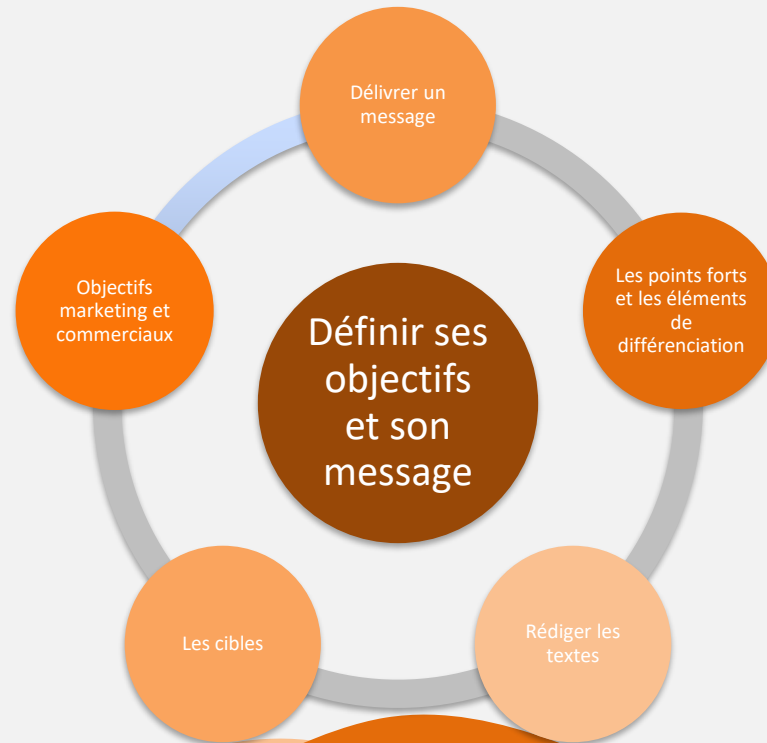 Délivrer un
message
Les points forts
et les éléments
de
différenciation
Objectifs
marketing et
commerciaux
Définir ses
objectifs
et son
message
Rédiger les
textes
Les cibles